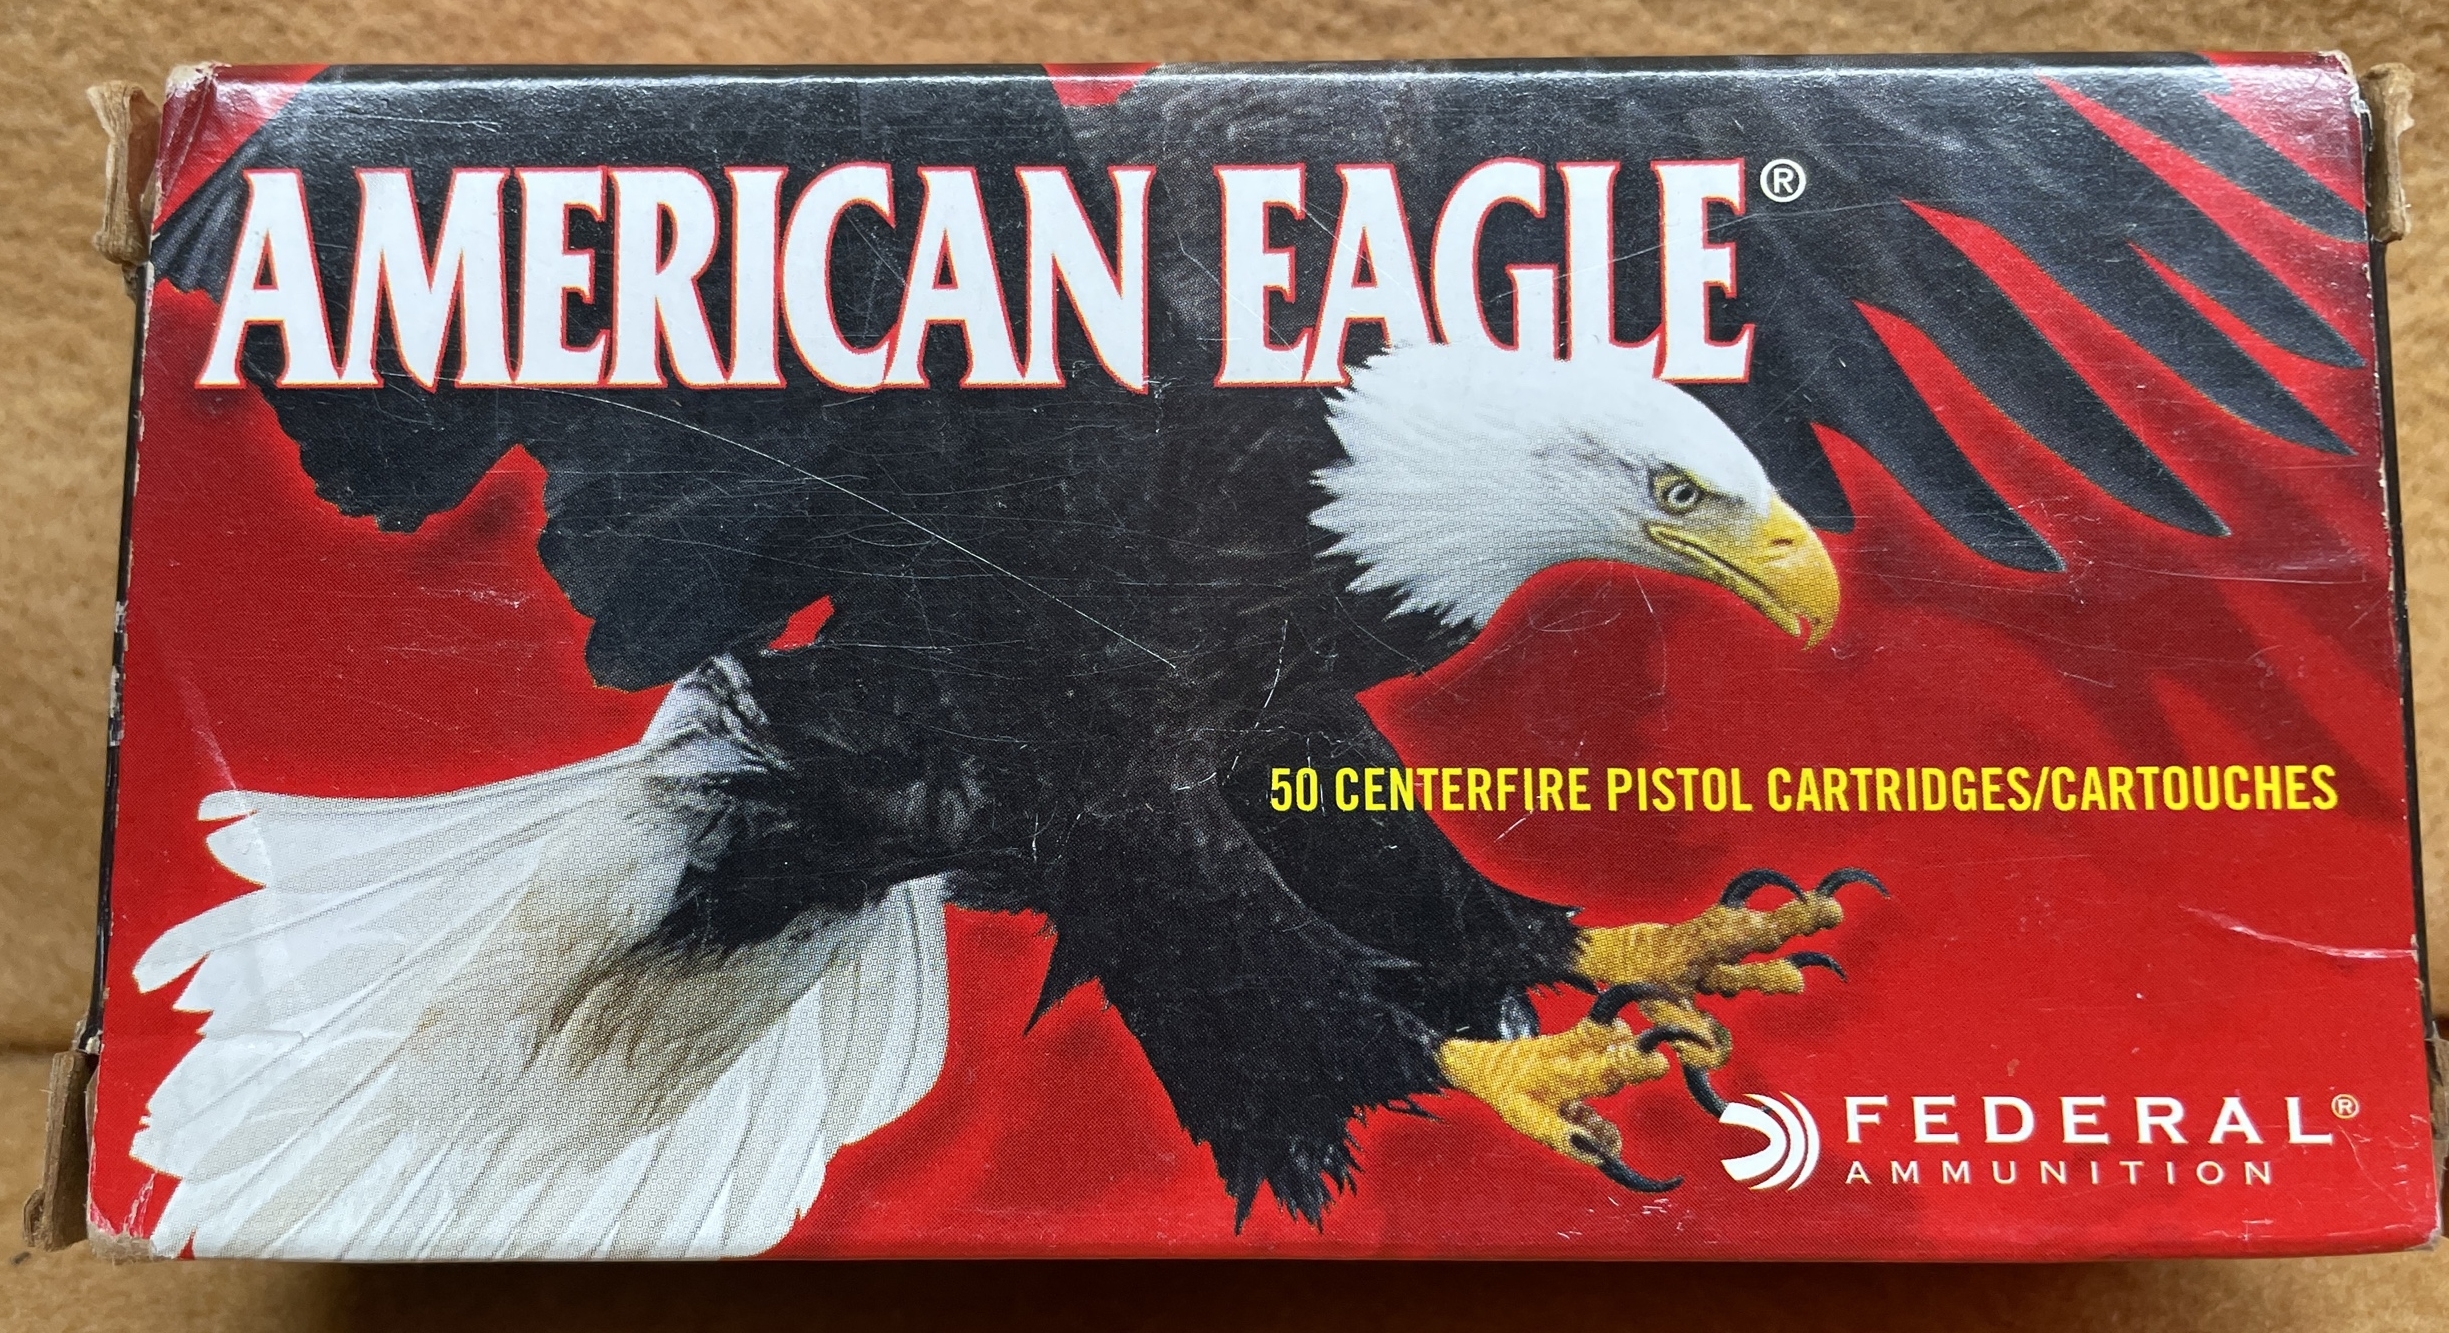 AMERICAN EAGLE®
50 CENTERFIRE PISTOL CARTRIDGES/CARTOUCHES
FEDERAL®
AMMUNITION